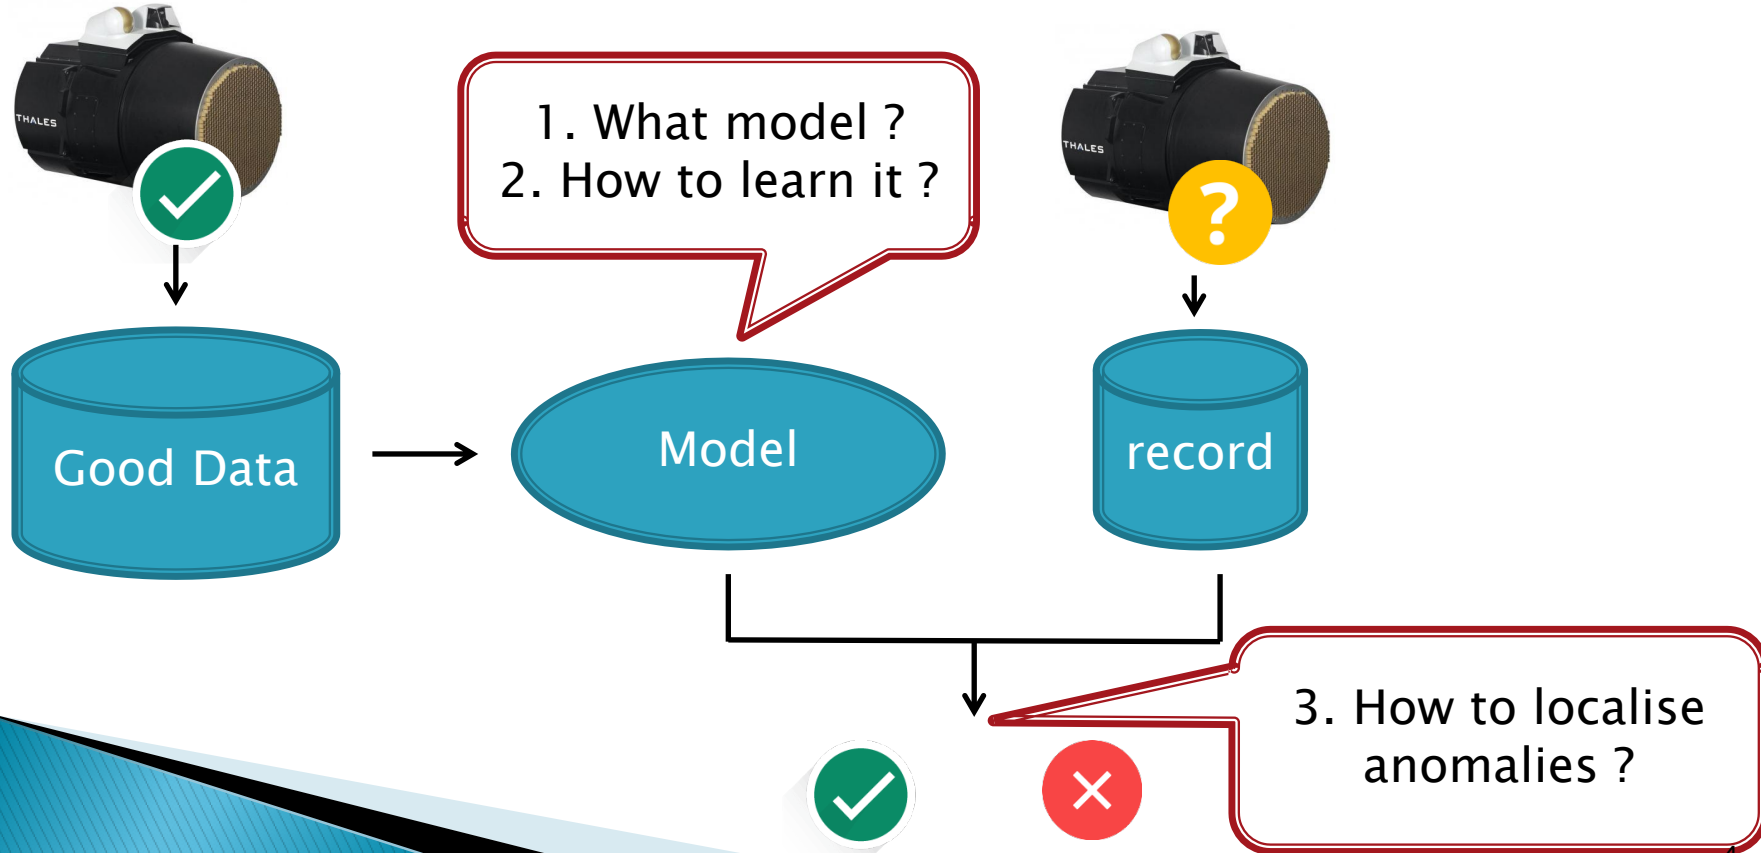 THALES
1. What model ?
2. How to learn it ?
THALES
?
Good Data
Model
record
3. How to localise
anomalies ?